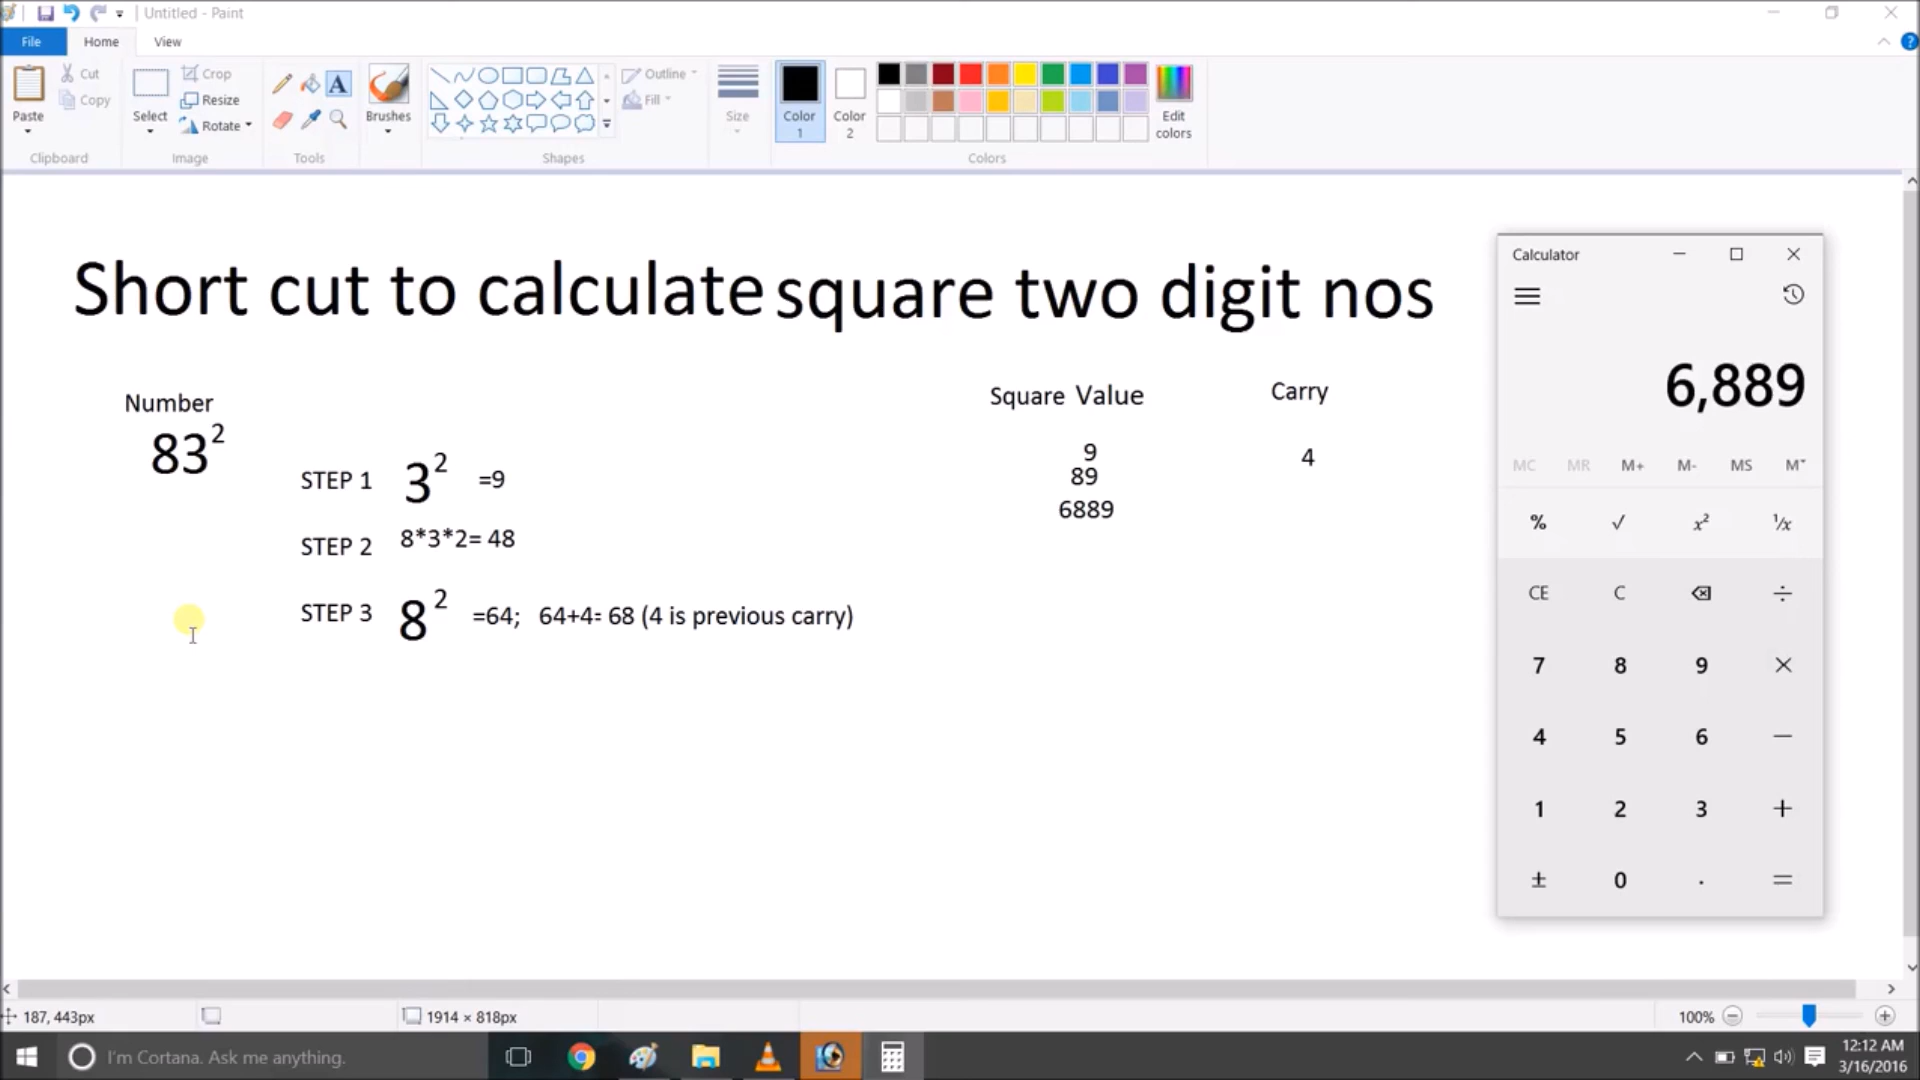 Untitled - Paint
File Home View
Paste Cut Copy Clipboard
Select Crop Resize Rotate Image
Tools
Brushes
Shapes
Outline Fill
Size
Color 1 Color 2 Edit colors Colors
Short cut to calculate square two digit nos
Number
83²
STEP 1 3² =9
STEP 2 8*3*2= 48
STEP 3 8² =64; 64+4= 68 (4 is previous carry)
Square Value Carry
9 4
89
6889
Calculator
6,889
MC MR M+ M- MS M˅
% √ x² ¹/x
CE C ÷
7 8 9 ×
4 5 6 −
1 2 3 +
± 0 . =
187, 443px 1914 × 818px 100%
I'm Cortana. Ask me anything.
12:12 AM
3/16/2016